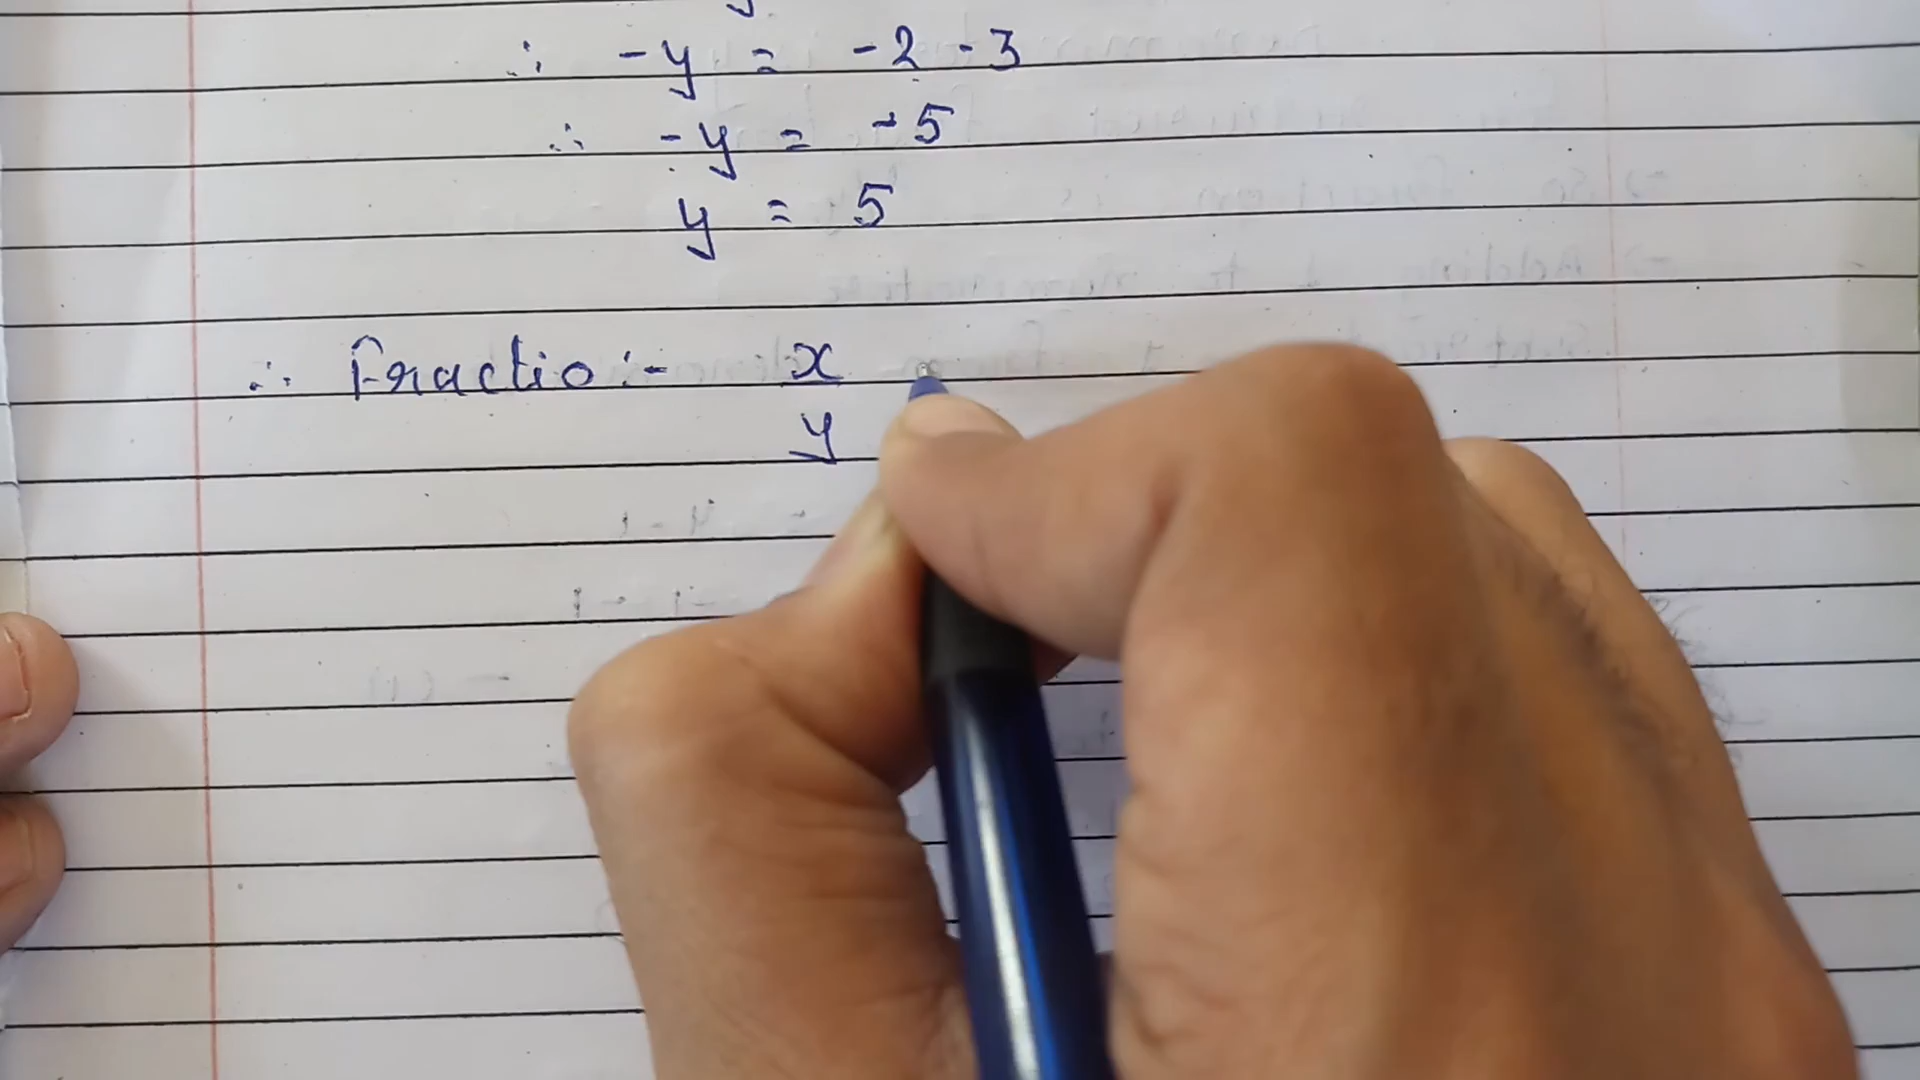 ∴ -y = -2 - 3
∴ -y = -5
y = 5
∴ Fractio :- x
y